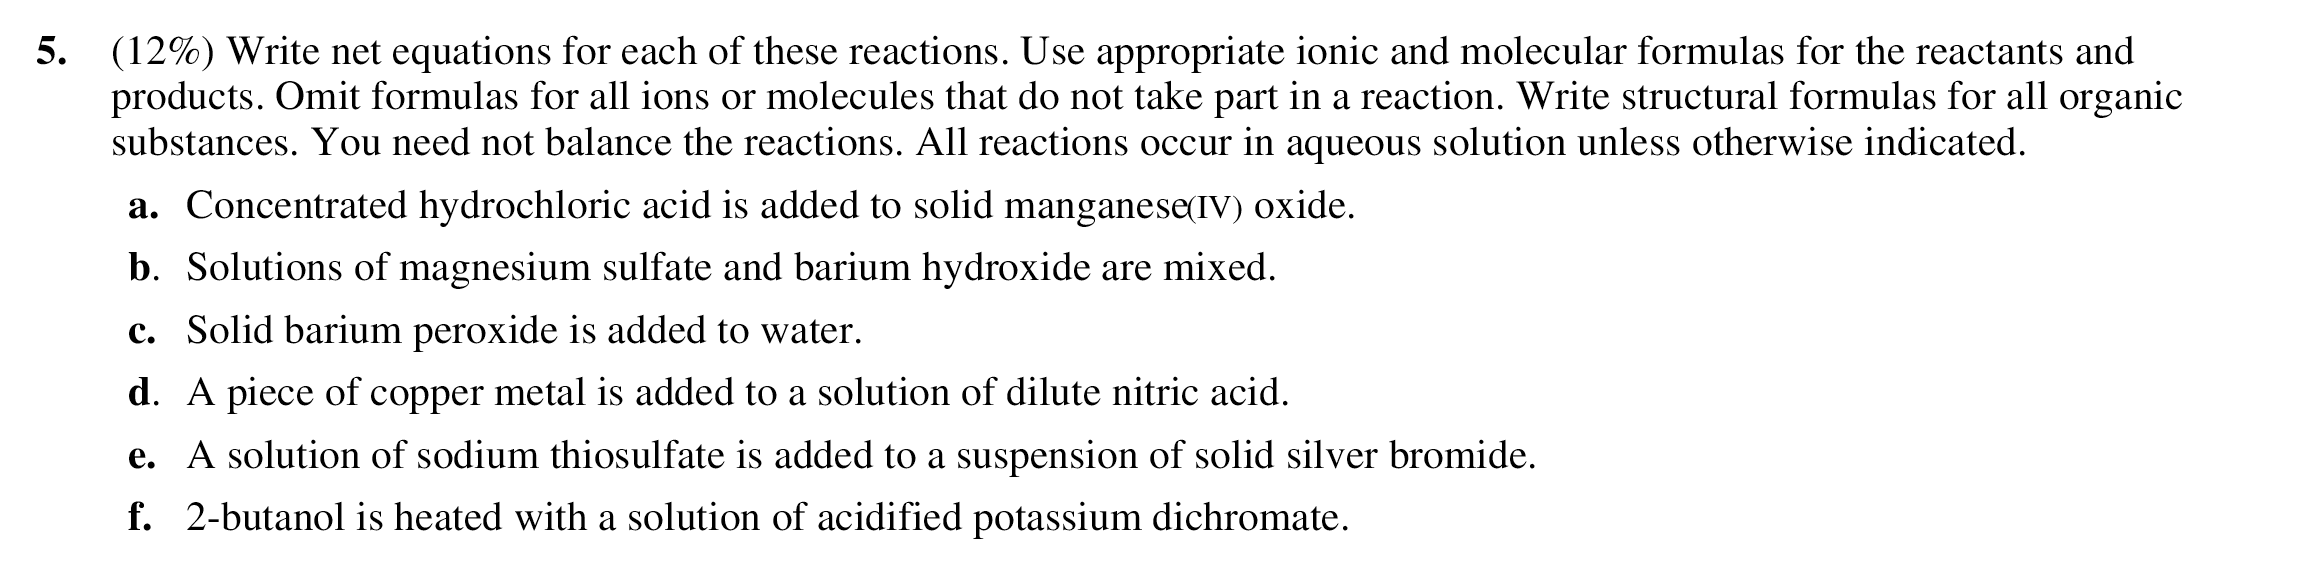 5. (12%) Write net equations for each of these reactions. Use appropriate ionic and molecular formulas for the reactants and
products. Omit formulas for all ions or molecules that do not take part in a reaction. Write structural formulas for all organic
substances. You need not balance the reactions. All reactions occur in aqueous solution unless otherwise indicated.
a. Concentrated hydrochloric acid is added to solid manganese(IV) oxide.
b. Solutions of magnesium sulfate and barium hydroxide are mixed.
c. Solid barium peroxide is added to water.
d. A piece of copper metal is added to a solution of dilute nitric acid.
e. A solution of sodium thiosulfate is added to a suspension of solid silver bromide.
f. 2-butanol is heated with a solution of acidified potassium dichromate.